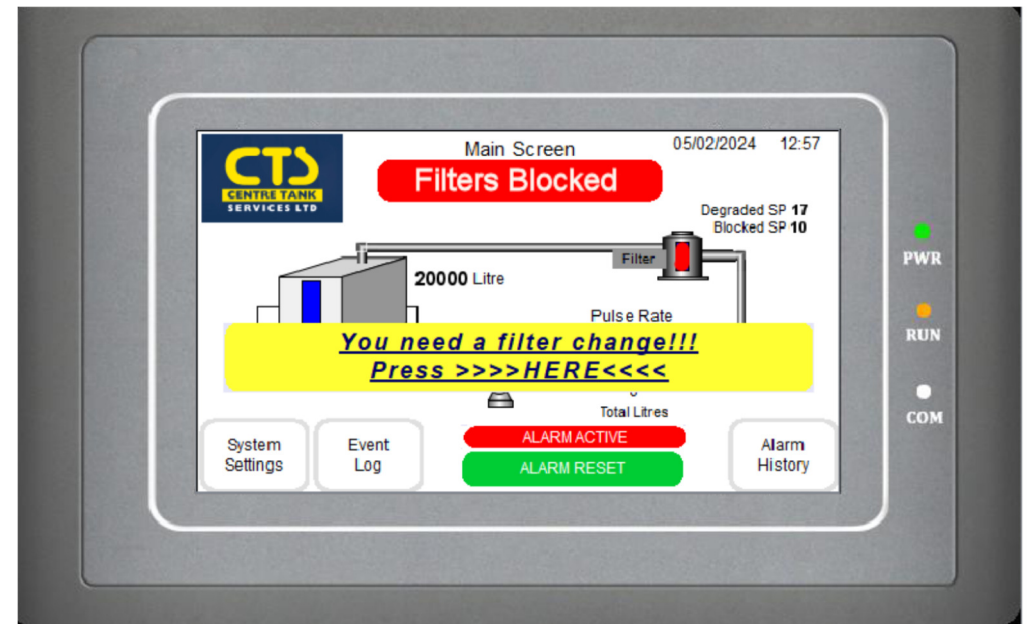 CTS
CENTRE TANK
SERVICES LTD
Main Screen
05/02/2024 12:57
Filters Blocked
Degraded SP 17
Blocked SP 10
Filter
20000 Litre
Pulse Rate
You need a filter change!!!
Press >>>>HERE<<<<
Total Litres
System
Settings
Event
Log
ALARM ACTIVE
ALARM RESET
Alarm
History
PWR
RUN
COM